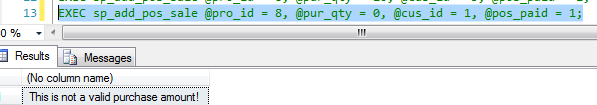 13 EXEC sp_add_pos_sale @pro_id = 8, @pur_qty = 0, @cus_id = 1, @pos_paid = 1;
0 %
Results Messages
(No column name)
This is not a valid purchase amount!